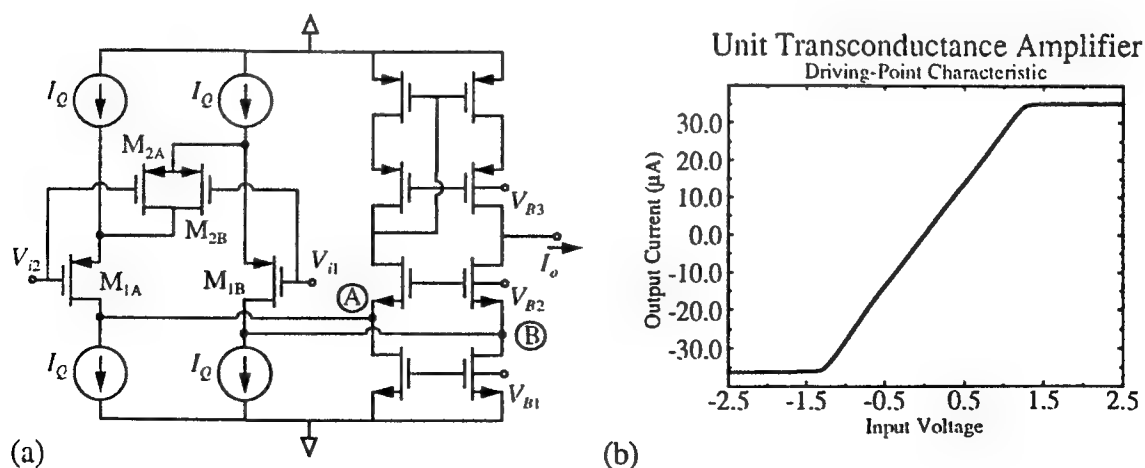 I_Q
I_Q
M_2A
M_2B
V_i2
M_1A
M_1B
V_i1
A
B
I_Q
I_Q
V_B3
I_o
V_B2
V_B1
(a)
Unit Transconductance Amplifier
Driving-Point Characteristic
Output Current (μA)
30.0
20.0
10.0
0.0
-10.0
-20.0
-30.0
-2.5 -1.5 -0.5 0.5 1.5 2.5
Input Voltage
(b)